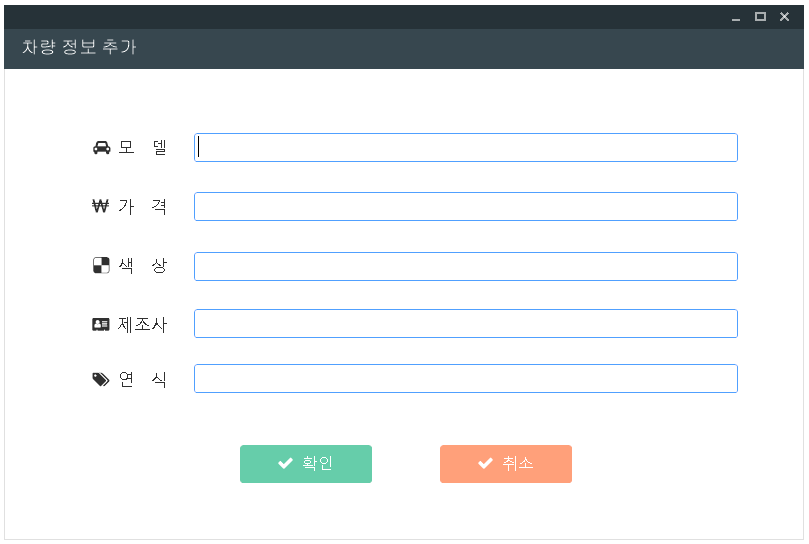 차량 정보 추가
모 델
가 격
색 상
제조사
연 식
확인
취소